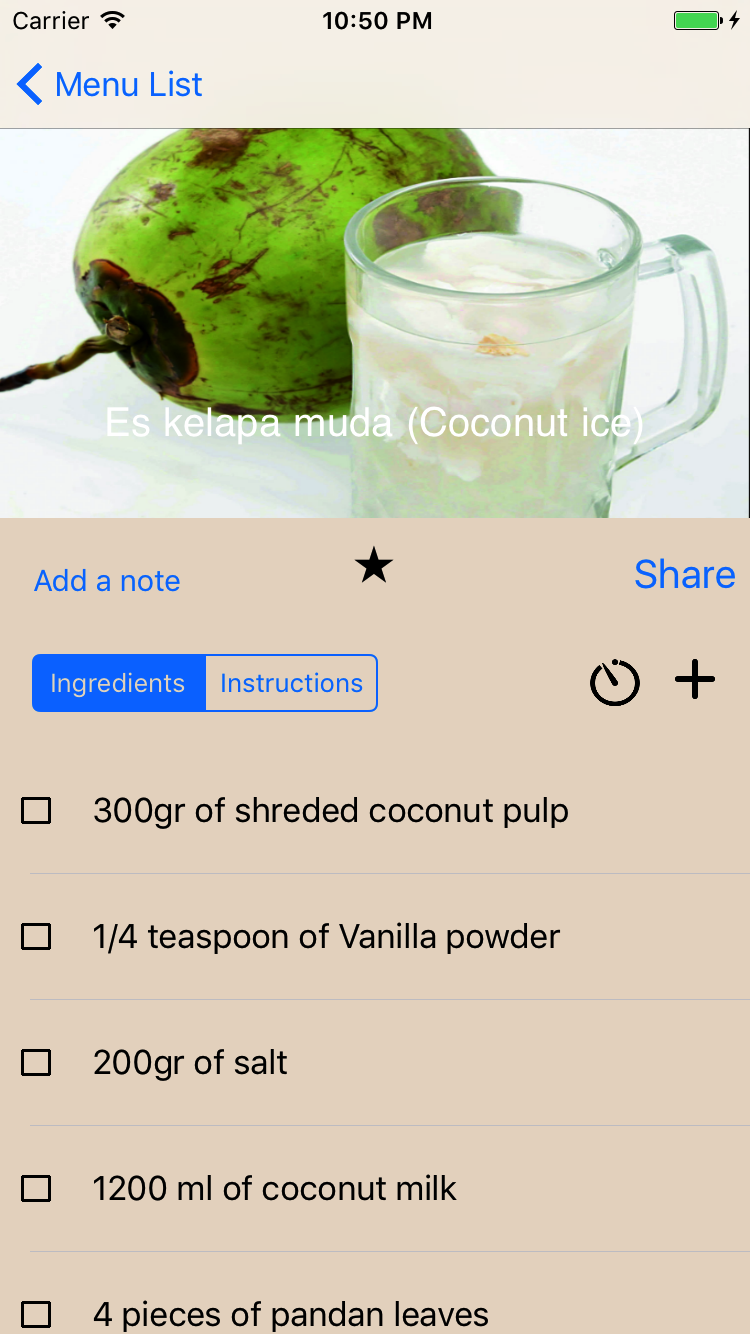 Carrier 10:50 PM
Menu List
Es kelapa muda (Coconut ice)
Add a note ★ Share
Ingredients Instructions
300gr of shreded coconut pulp
1/4 teaspoon of Vanilla powder
200gr of salt
1200 ml of coconut milk
4 pieces of pandan leaves